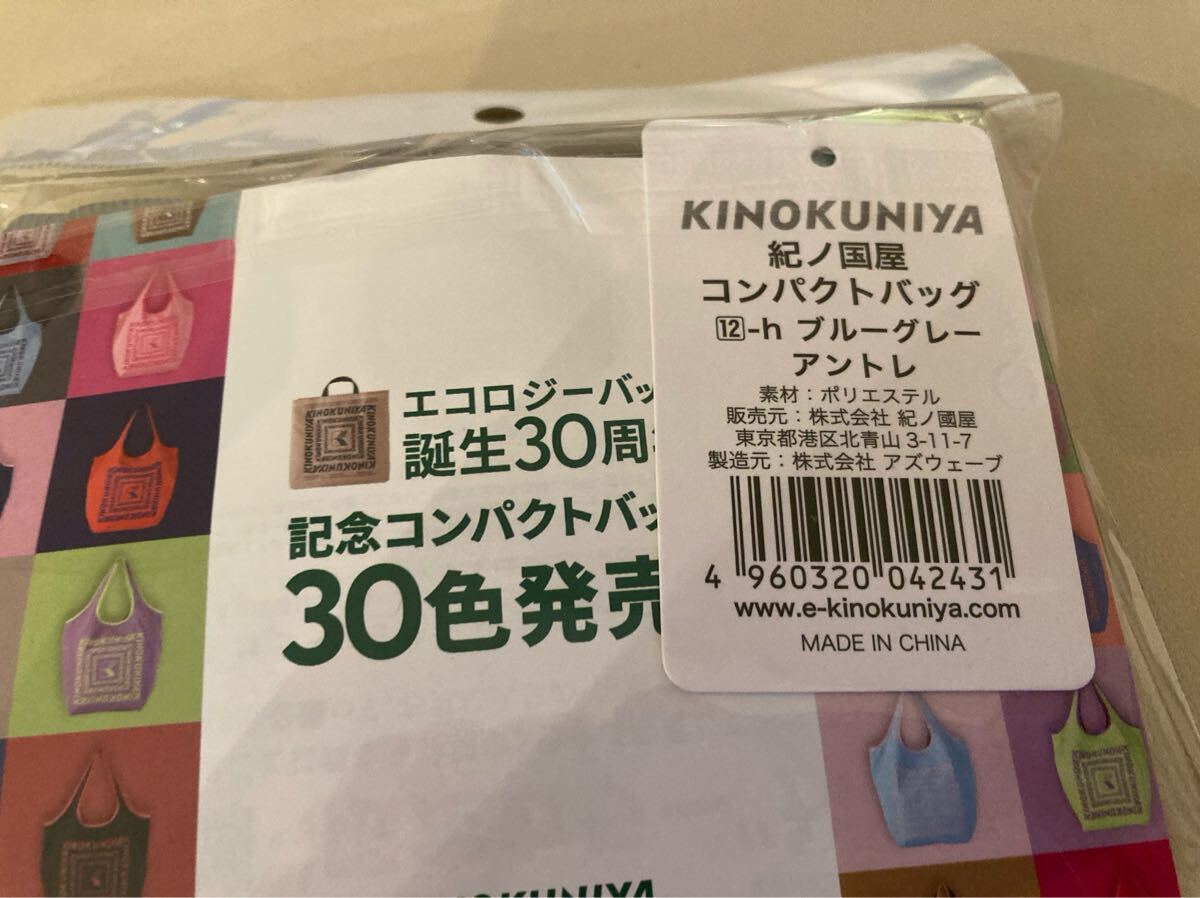 KINOKUNIYA
紀ノ国屋
コンパクトバッグ
⑫-h ブルーグレー
アントレ
素材：ポリエステル
販売元：株式会社 紀ノ國屋
東京都港区北青山 3-11-7
製造元：株式会社 アズウェーブ
4 960320 042431
www.e-kinokuniya.com
MADE IN CHINA
エコロジーバッ
誕生30周
記念コンパクトバッ
30色発売
KINOKUNIYA